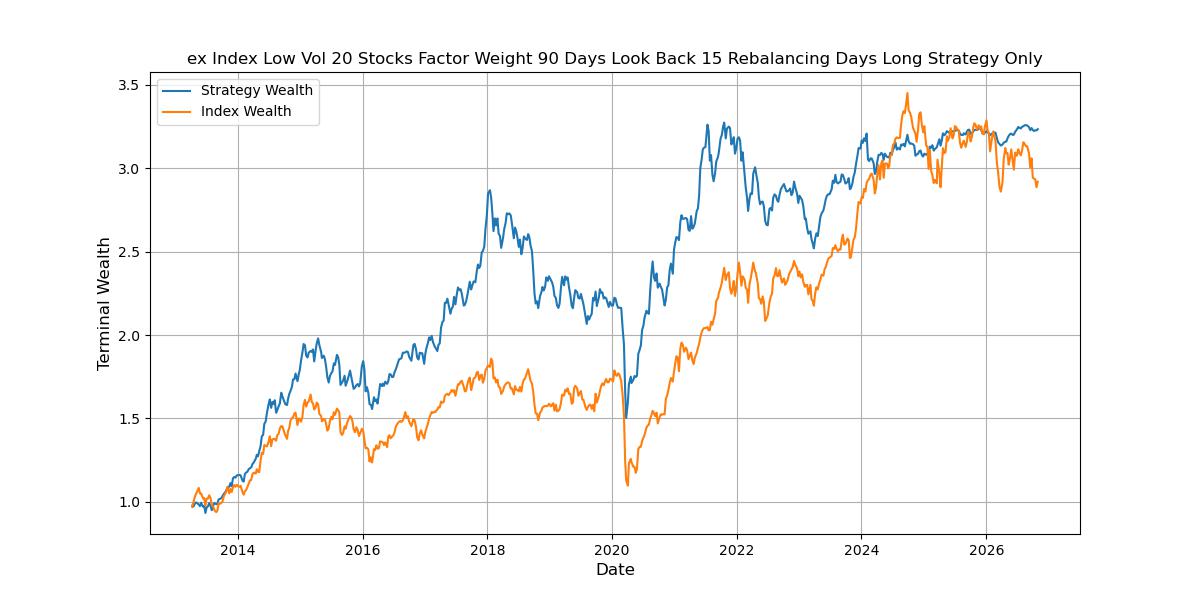 ex Index Low Vol 20 Stocks Factor Weight 90 Days Look Back 15 Rebalancing Days Long Strategy Only
Strategy Wealth
Index Wealth
3.5
3.0
2.5
2.0
1.5
1.0
Terminal Wealth
2014 2016 2018 2020 2022 2024 2026
Date